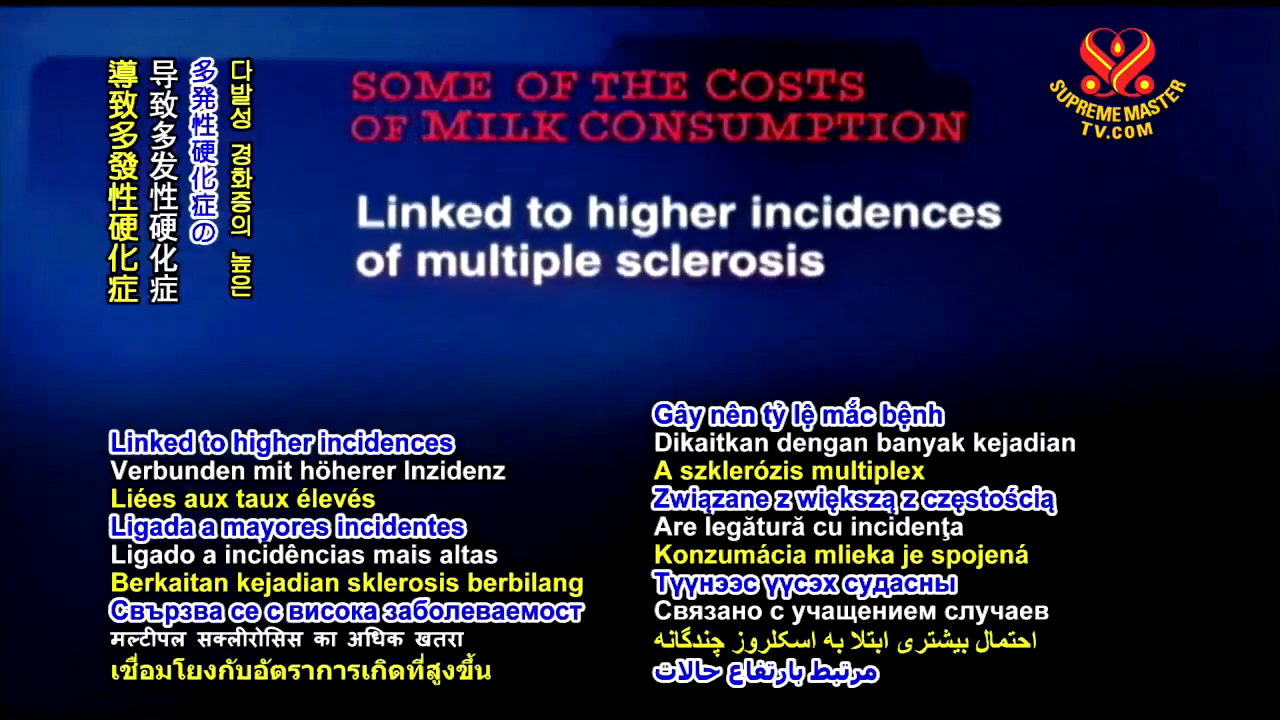 導致多發性硬化症
导致多发性硬化症
多発性硬化症の
다발성 경화증의 높은
SOME OF THE COSTS
OF MILK CONSUMPTION
SUPREME MASTER
TV.COM
Linked to higher incidences
of multiple sclerosis
Linked to higher incidences
Verbunden mit höherer Inzidenz
Liées aux taux élevés
Ligada a mayores incidentes
Ligado a incidências mais altas
Berkaitan kejadian sklerosis berbilang
Свързва се с висока заболеваемост
मल्टीपल सक्लीरोसिस का अधिक खतरा
เชื่อมโยงกับอัตราการเกิดที่สูงขึ้น
Gây nên tỷ lệ mắc bệnh
Dikaitkan dengan banyak kejadian
A szklerózis multiplex
Związane z większą z częstością
Are legătură cu incidenţa
Konzumácia mlieka je spojená
Түүнээс үүсэх судасны
Связано с учащением случаев
احتمال بیشتری ابتلا به اسکلروز چندگانه
مرتبط بارتفاع حالات